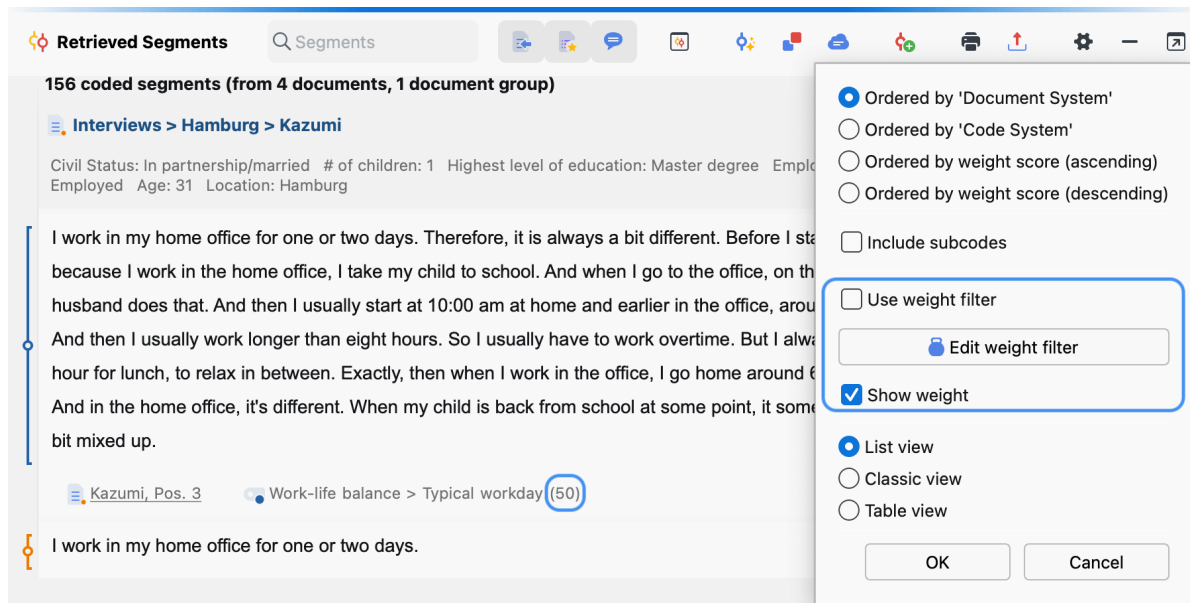 Retrieved Segments
Segments
156 coded segments (from 4 documents, 1 document group)
Interviews > Hamburg > Kazumi
Civil Status: In partnership/married # of children: 1 Highest level of education: Master degree
Employed Age: 31 Location: Hamburg
I work in my home office for one or two days. Therefore, it is always a bit different. Before I
because I work in the home office, I take my child to school. And when I go to the office, on
husband does that. And then I usually start at 10:00 am at home and earlier in the office,
And then I usually work longer than eight hours. So I usually have to work overtime. But I
hour for lunch, to relax in between. Exactly, then when I work in the office, I go home around
And in the home office, it's different. When my child is back from school at some point, it
bit mixed up.
Kazumi, Pos. 3
Work-life balance > Typical workday (50)
I work in my home office for one or two days.
Ordered by 'Document System'
Ordered by 'Code System'
Ordered by weight score (ascending)
Ordered by weight score (descending)
Include subcodes
Use weight filter
Edit weight filter
Show weight
List view
Classic view
Table view
OK
Cancel